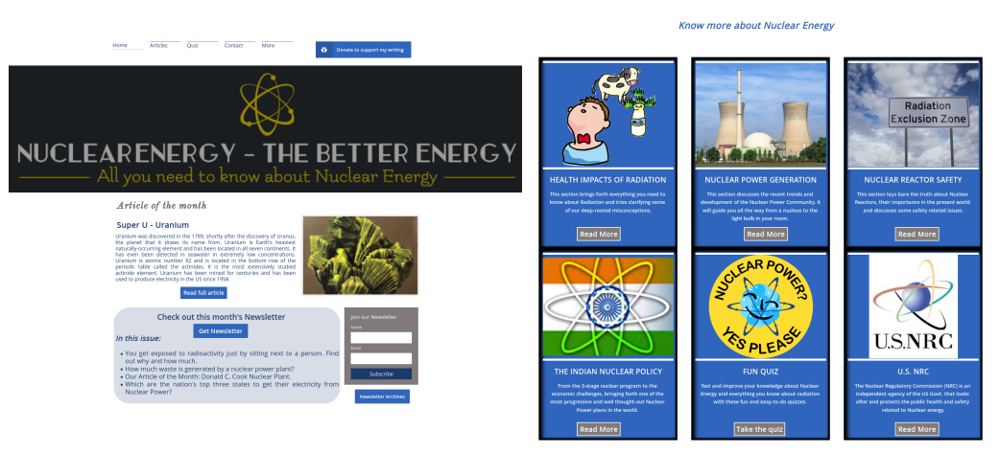 Home
Articles
Quiz
Contact
More
Donate to support my writing
NUCLEARENERGY - THE BETTER ENERGY
All you need to know about Nuclear Energy
Article of the month
Super U - Uranium
Uranium was discovered in the 1789, shortly after the discovery of Uranus,
the planet that it draws its name from. Uranium is Earth's heaviest
naturally-occurring element and has been located in all seven continents. It
has even been detected in seawater in extremely low concentrations.
Uranium is atomic number 92 and is located in the bottom row of the
periodic table called the actinides. It is the most extensively studied
actinide element. Uranium has been mined for centuries and has been
used to produce electricity in the US since 1958.
Read full article
Check out this month's Newsletter
Get Newsletter
In this issue:
• You get exposed to radioactivity just by sitting next to a person. Find
out why and how much.
• How much waste is generated by a nuclear power plant?
• Our Article of the Month: Donald C. Cook Nuclear Plant.
• Which are the nation's top three states to get their electricity from
Nuclear Power?
Join our Newsletter
Name
Email
Subscribe
Newsletter Archives
Know more about Nuclear Energy
HEALTH IMPACTS OF RADIATION
This section brings forth everything you need to
know about Radiation and tries clarifying some
of our deep-rooted misconceptions.
Read More
NUCLEAR POWER GENERATION
This section discusses the recent trends and
development of the Nuclear Power Community. It
will guide you all the way from a nucleus to the
light bulb in your room.
Read More
Radiation
Exclusion Zone
NUCLEAR REACTOR SAFETY
This section lays bare the truth about Nuclear
Reactors, their importance in the present world
and discusses some safety related issues.
Read More
THE INDIAN NUCLEAR POLICY
From the 3-stage nuclear program to the
economic challenges, bringing forth one of the
most progressive and well thought-out Nuclear
Power plans in the world.
Read More
NUCLEAR POWER?
YES PLEASE
FUN QUIZ
Test and improve your knowledge about Nuclear
Energy and everything you know about radiation
with these fun and easy-to-do quizzes.
Take the quiz
U.S.NRC
U.S. NRC
The Nuclear Regulatory Commission (NRC) is an
independent agency of the US Govt. that looks
after and protects the public health and safety
related to Nuclear energy.
Read More